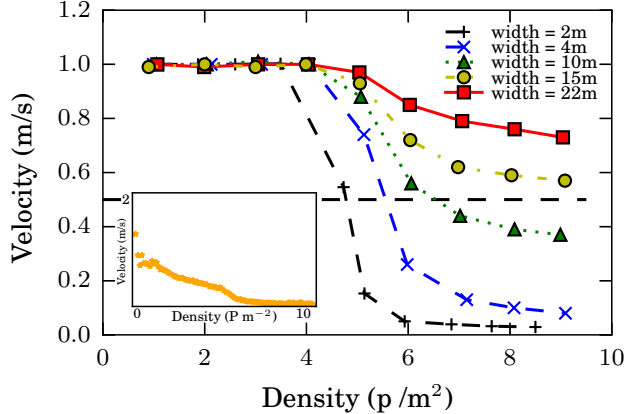 1.2
1.0
0.8
0.6
0.4
0.2
0.0
Velocity (m/s)
width = 2m
width = 4m
width = 10m
width = 15m
width = 22m
2
Velocity (m/s)
0
10
Density (P m⁻²)
0
2
4
6
8
10
Density (p /m²)